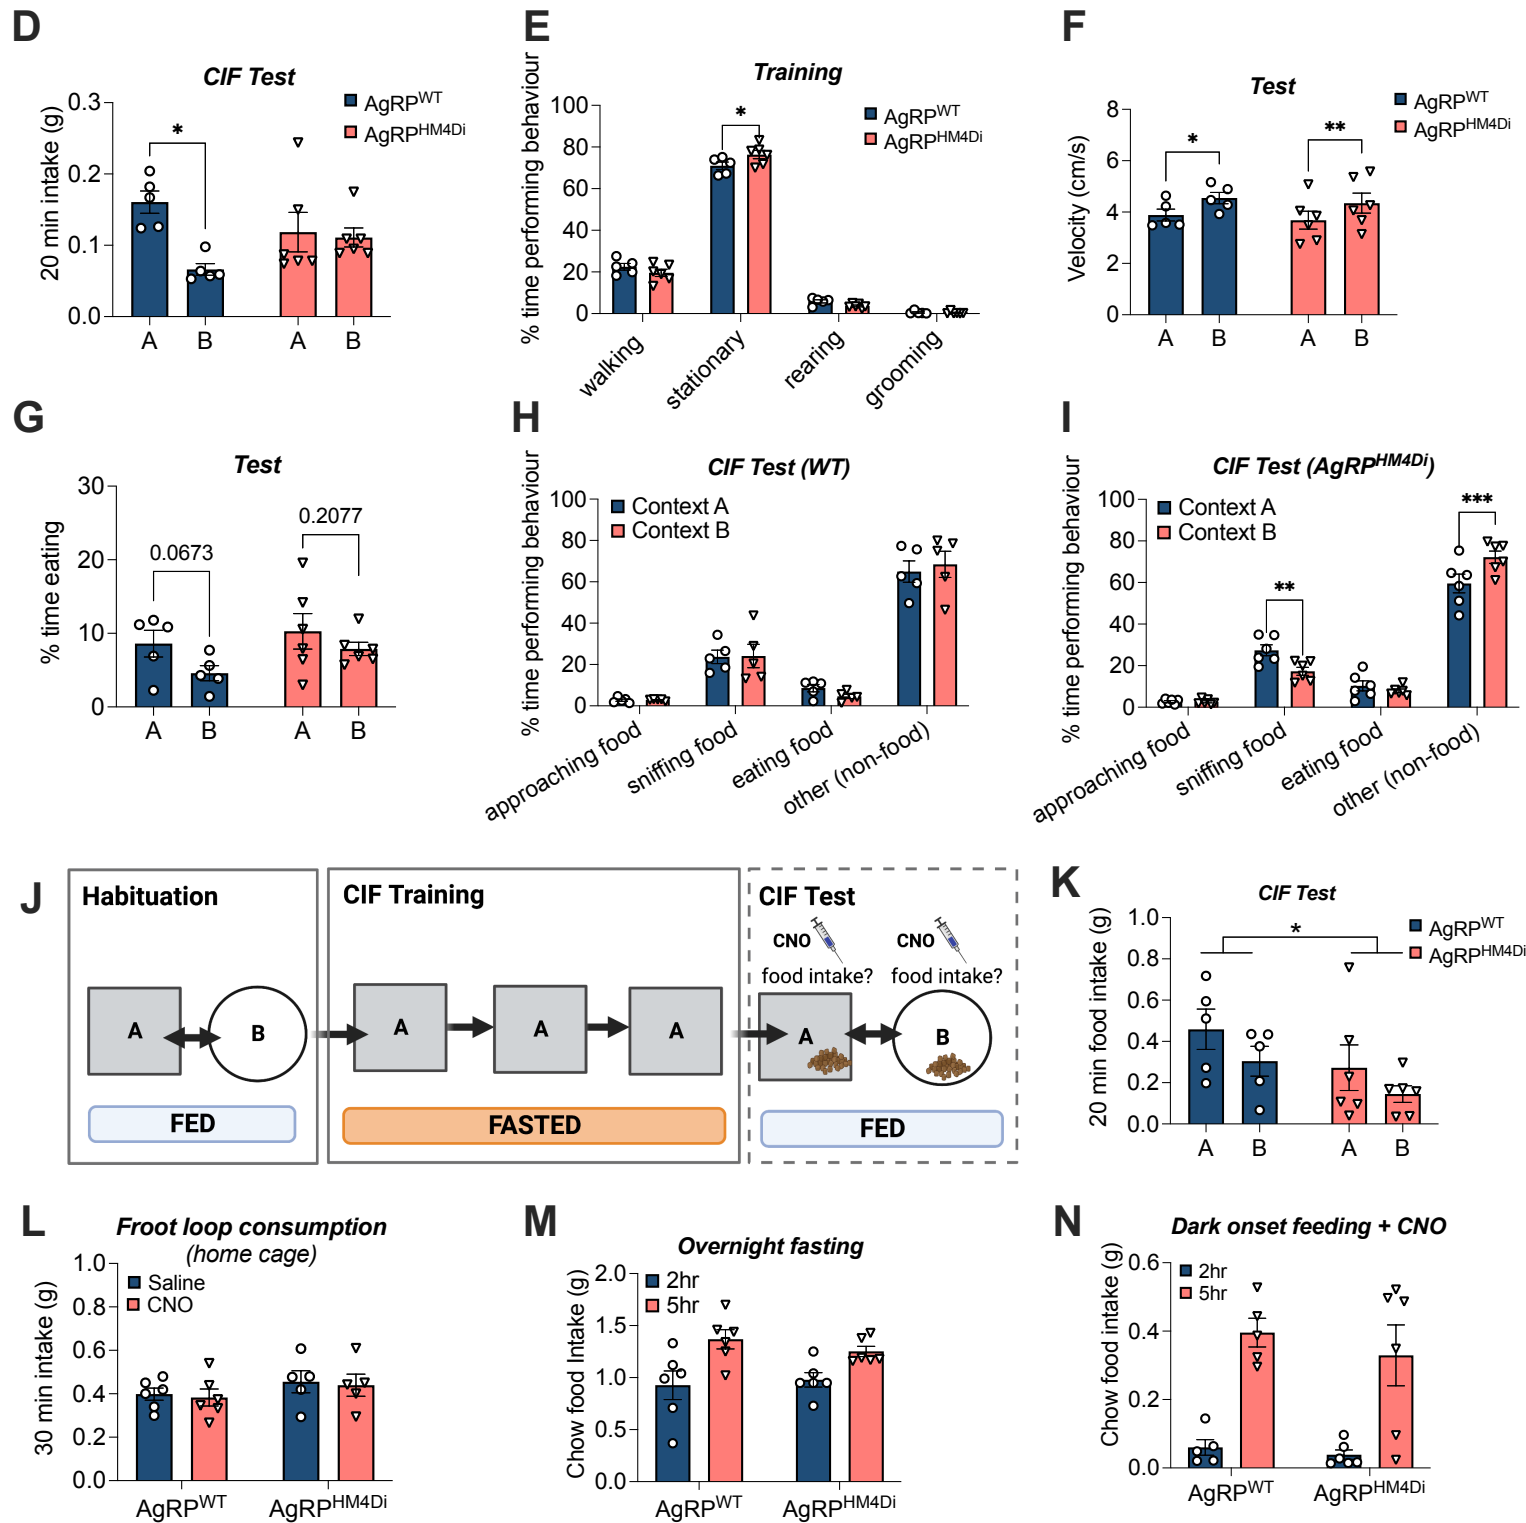 D
CIF Test
20 min intake (g)
0.3
0.2
0.1
0.0
*
AgRPWT
AgRPHM4Di
A
B
A
B
E
Training
% time performing behaviour
100
80
60
40
20
0
*
AgRPWT
AgRPHM4Di
walking
stationary
rearing
grooming
F
Test
Velocity (cm/s)
8
6
4
2
0
*
**
AgRPWT
AgRPHM4Di
A
B
A
B
G
Test
% time eating
30
20
10
0
0.0673
0.2077
A
B
A
B
H
CIF Test (WT)
% time performing behaviour
100
80
60
40
20
0
Context A
Context B
approaching food
sniffing food
eating food
other (non-food)
I
CIF Test (AgRPHM4Di)
% time performing behaviour
100
80
60
40
20
0
Context A
Context B
**
***
approaching food
sniffing food
eating food
other (non-food)
J
Habituation
A
B
FED
CIF Training
A
A
A
FASTED
CIF Test
CNO
CNO
food intake?
food intake?
A
B
FED
K
CIF Test
20 min food intake (g)
1.0
0.8
0.6
0.4
0.2
0.0
*
AgRPWT
AgRPHM4Di
A
B
A
B
L
Froot loop consumption
(home cage)
30 min intake (g)
1.0
0.8
0.6
0.4
0.2
0.0
Saline
CNO
AgRPWT
AgRPHM4Di
M
Overnight fasting
Chow food Intake (g)
2.0
1.5
1.0
0.5
0.0
2hr
5hr
AgRPWT
AgRPHM4Di
N
Dark onset feeding + CNO
Chow food intake (g)
0.6
0.4
0.2
0.0
2hr
5hr
AgRPWT
AgRPHM4Di